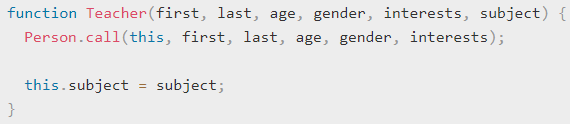 function Teacher(first, last, age, gender, interests, subject) {
  Person.call(this, first, last, age, gender, interests);

  this.subject = subject;
}